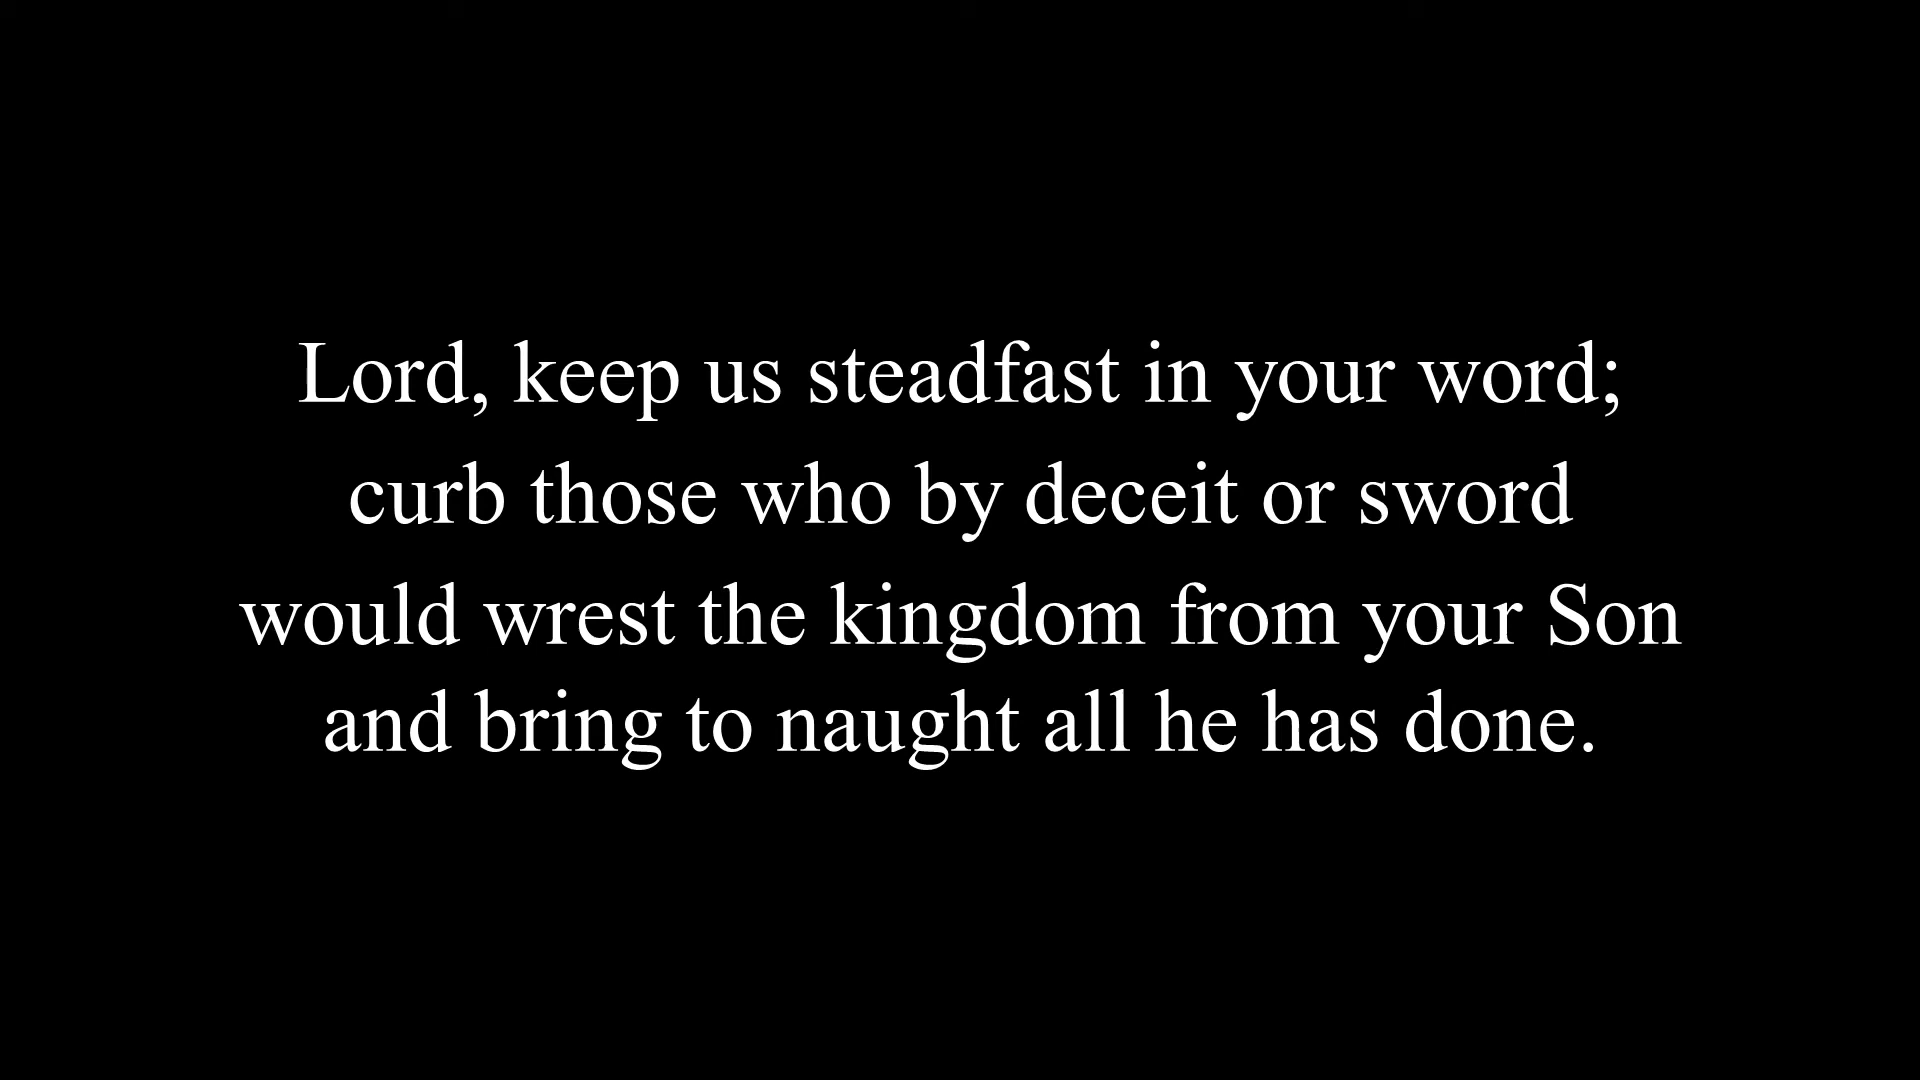 Lord, keep us steadfast in your word;
curb those who by deceit or sword
would wrest the kingdom from your Son
and bring to naught all he has done.